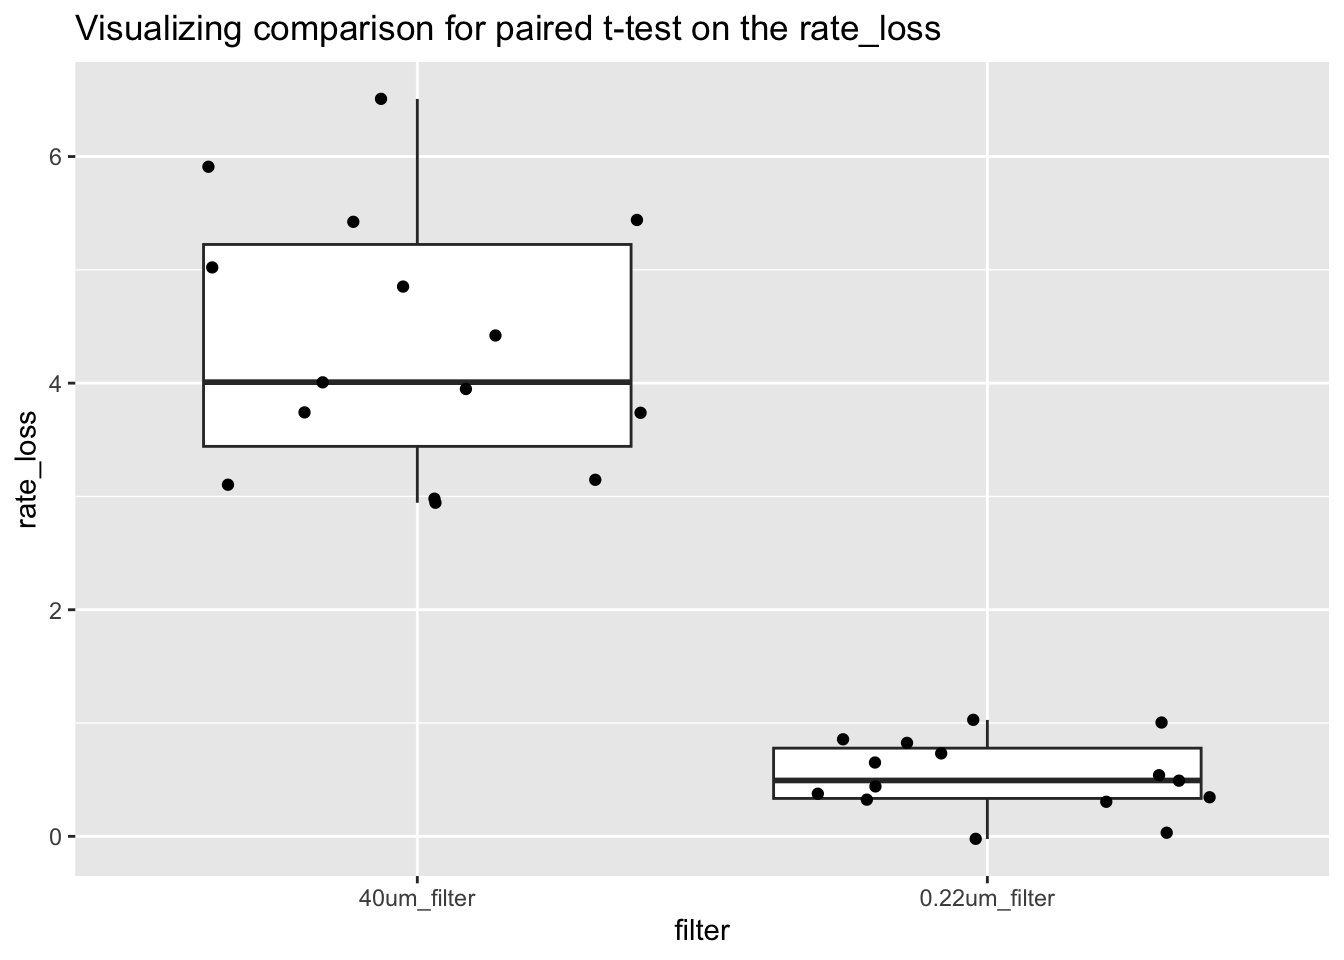 Visualizing comparison for paired t-test on the rate_loss
6
4
2
0
rate_loss
40um_filter
0.22um_filter
filter